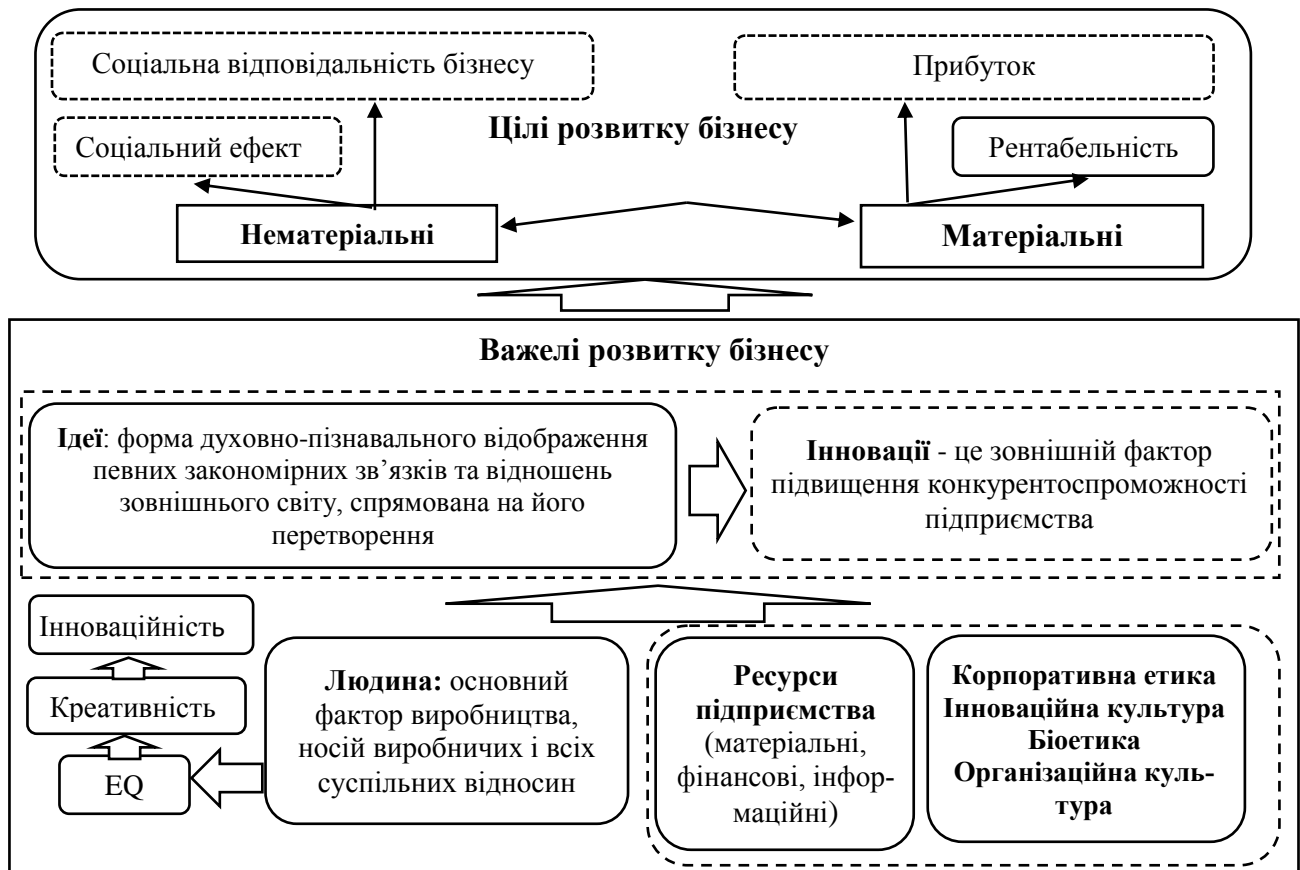 Соціальна відповідальність бізнесу
Прибуток
Цілі розвитку бізнесу
Соціальний ефект
Рентабельність
Нематеріальні
Матеріальні
Важелі розвитку бізнесу
Ідеї: форма духовно-пізнавального відображення
певних закономірних зв’язків та відношень
зовнішнього світу, спрямована на його
перетворення
Інновації - це зовнішній фактор
підвищення конкурентоспроможності
підприємства
Інноваційність
Креативність
EQ
Людина: основний
фактор виробництва,
носій виробничих і всіх
суспільних відносин
Ресурси
підприємства
(матеріальні,
фінансові, інфор-
маційні)
Корпоративна етика
Інноваційна культура
Біоетика
Організаційна куль-
тура